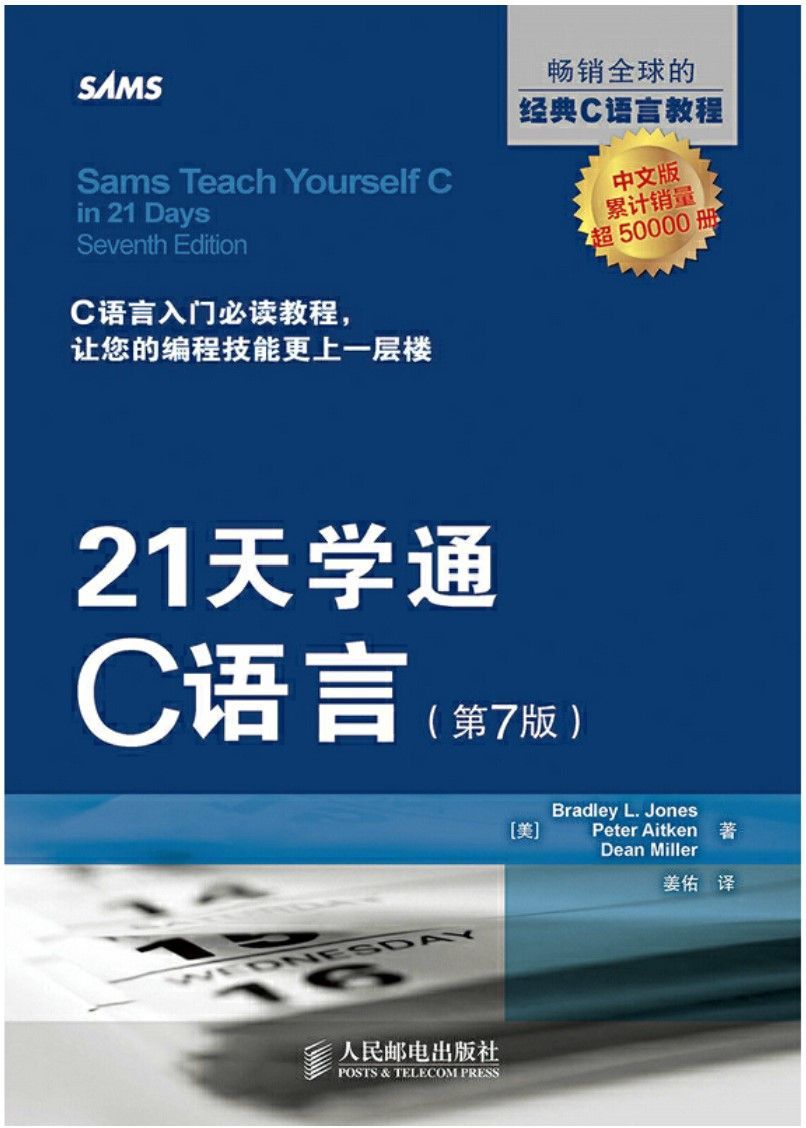 SAMS
畅销全球的
经典C语言教程
中文版
累计销量
超 50000 册
Sams Teach Yourself C
in 21 Days
Seventh Edition
C语言入门必读教程,
让您的编程技能更上一层楼
21天学通
C语言(第7版)
Bradley L. Jones
[美] Peter Aitken 著
Dean Miller
姜佑 译
14
15
WEDNESDAY
16
人民邮电出版社
POSTS & TELECOM PRESS